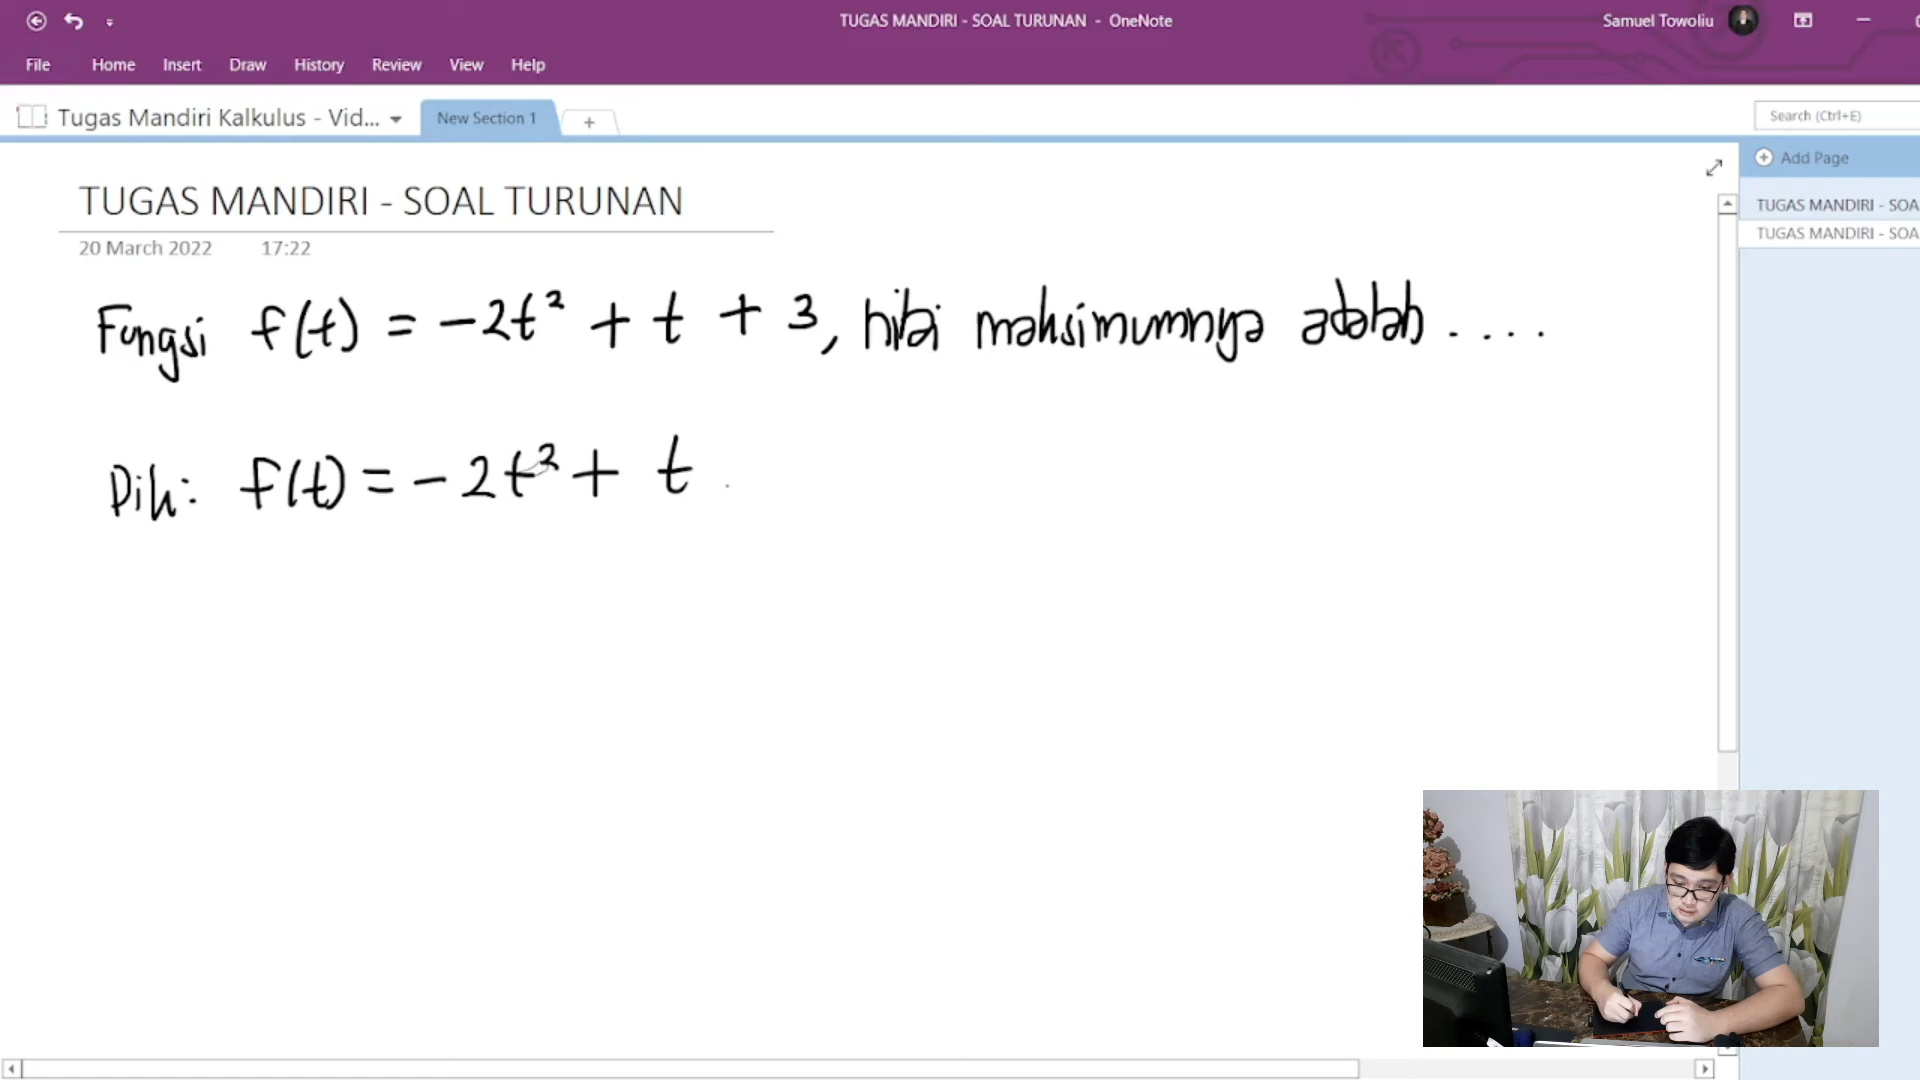 TUGAS MANDIRI - SOAL TURUNAN - OneNote
Samuel Towoliu
File Home Insert Draw History Review View Help
Tugas Mandiri Kalkulus - Vid...
New Section 1
+
Search (Ctrl+E)
Add Page
TUGAS MANDIRI - SOA
TUGAS MANDIRI - SOA
TUGAS MANDIRI - SOAL TURUNAN
20 March 2022 17:22
Fungsi f(t) = -2t² + t + 3, nilai maksimumnya adalah ....
Dik: f(t) = -2t² + t